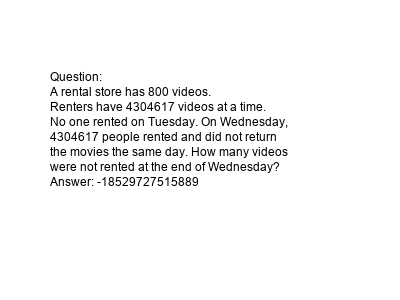 Question:
A rental store has 800 videos.
Renters have 4304617 videos at a time.
No one rented on Tuesday. On Wednesday,
4304617 people rented and did not return
the movies the same day. How many videos
were not rented at the end of Wednesday?
Answer: -18529727515889